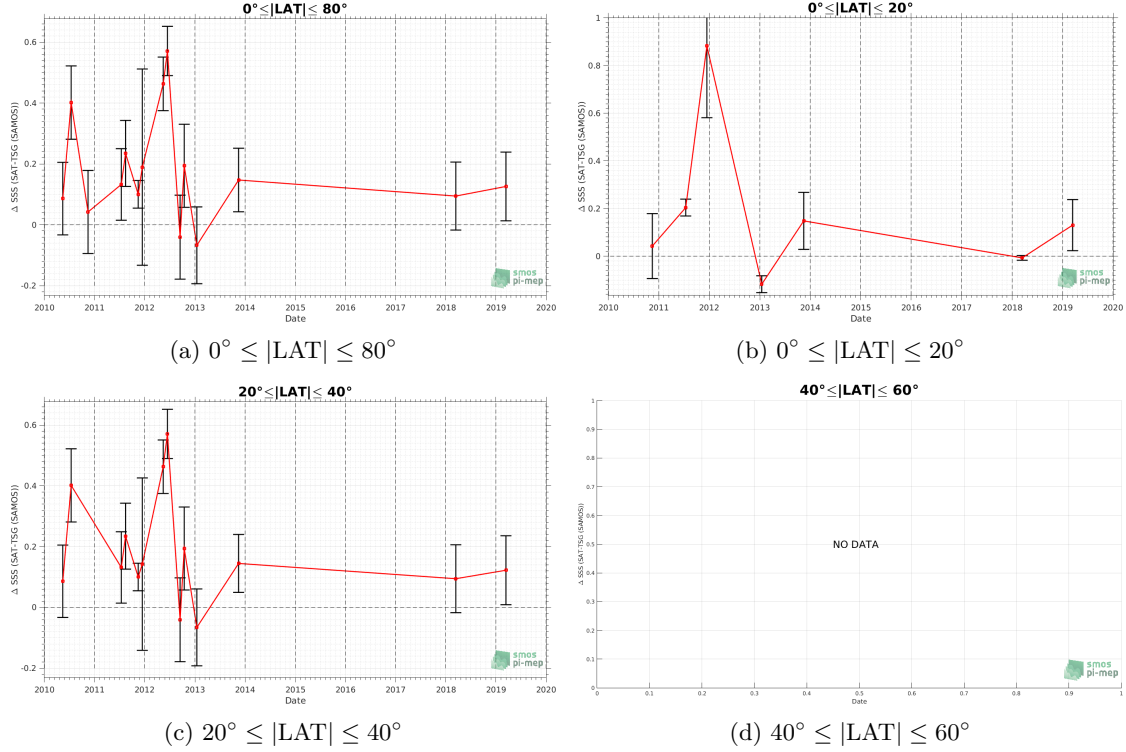 0°≤|LAT|≤ 80°
Δ SSS (SAT-TSG (SAMOS))
0.6
0.4
0.2
0
-0.2
2010 2011 2012 2013 2014 2015 2016 2017 2018 2019 2020
Date
smos
pi-mep
(a) 0° ≤ |LAT| ≤ 80°
0°≤|LAT|≤ 20°
Δ SSS (SAT-TSG (SAMOS))
1
0.8
0.6
0.4
0.2
0
2010 2011 2012 2013 2014 2015 2016 2017 2018 2019 2020
Date
smos
pi-mep
(b) 0° ≤ |LAT| ≤ 20°
20°≤|LAT|≤ 40°
Δ SSS (SAT-TSG (SAMOS))
0.6
0.4
0.2
0
-0.2
2010 2011 2012 2013 2014 2015 2016 2017 2018 2019 2020
Date
smos
pi-mep
(c) 20° ≤ |LAT| ≤ 40°
40°≤|LAT|≤ 60°
Δ SSS (SAT-TSG (SAMOS))
1
0.9
0.8
0.7
0.6
0.5
0.4
0.3
0.2
0.1
0
NO DATA
0 0.1 0.2 0.3 0.4 0.5 0.6 0.7 0.8 0.9 1
Date
smos
pi-mep
(d) 40° ≤ |LAT| ≤ 60°